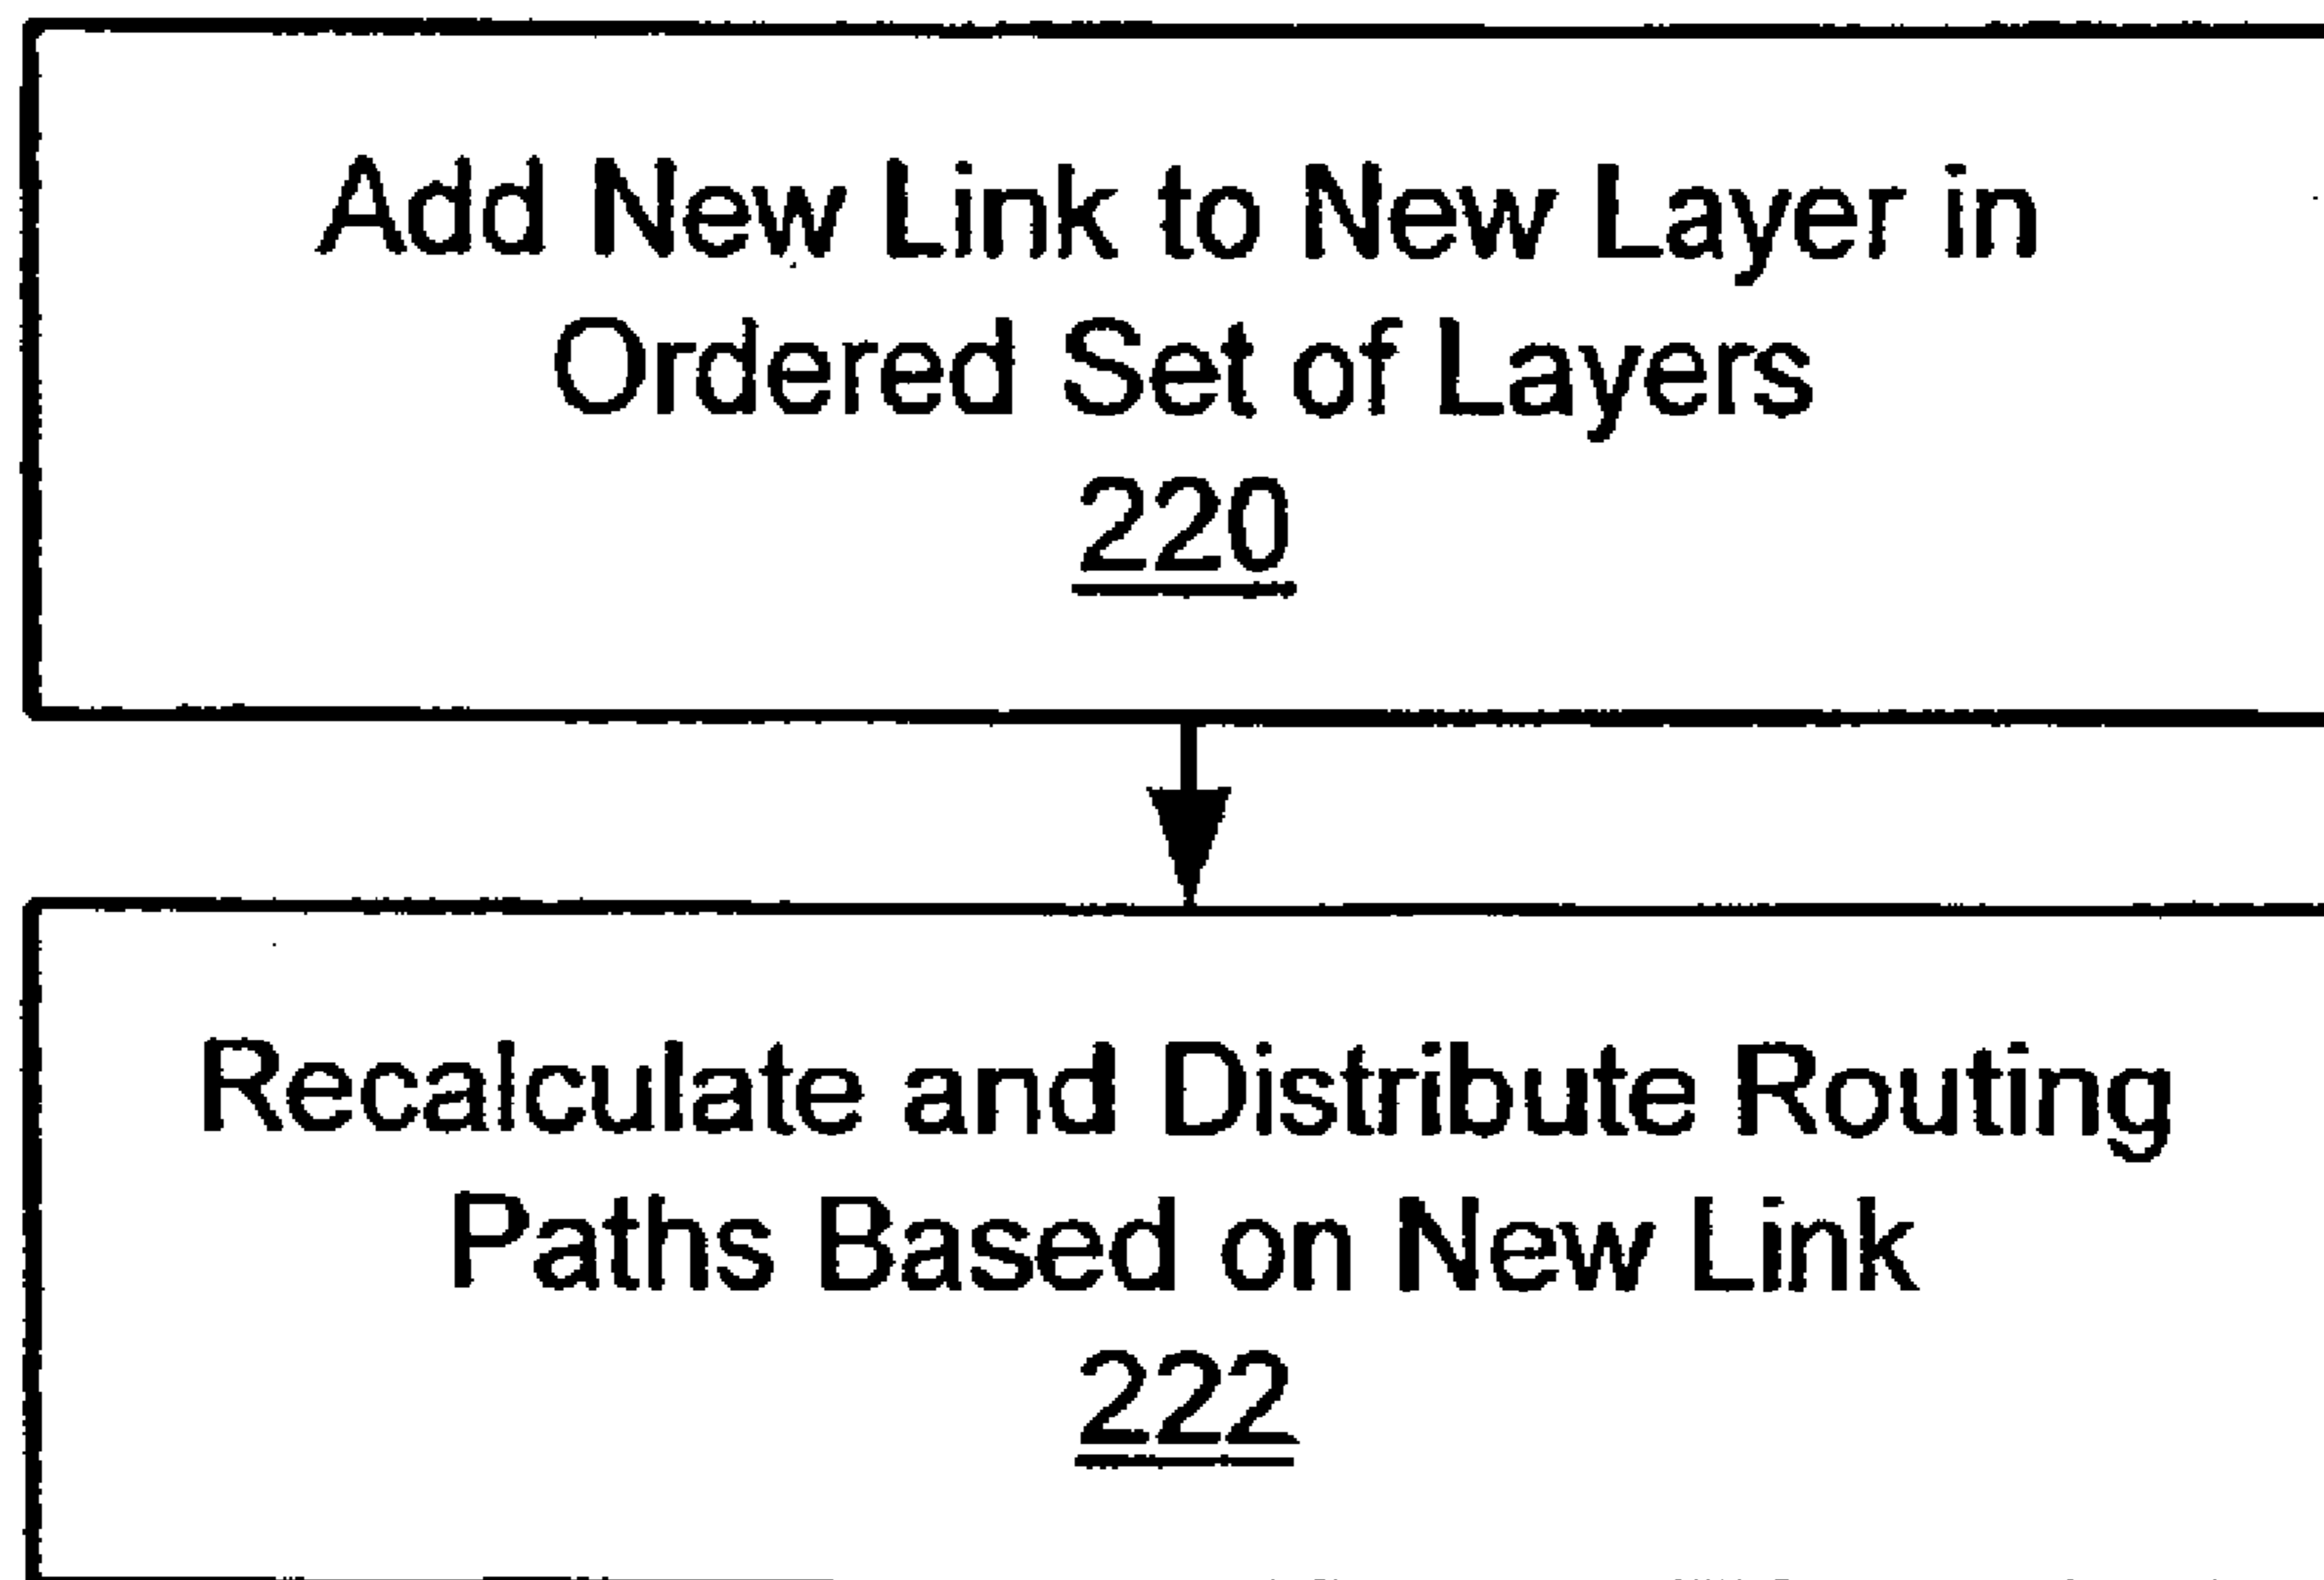 Add New Link to New Layer in
Ordered Set of Layers
220
Recalculate and Distribute Routing
Paths Based on New Link
222